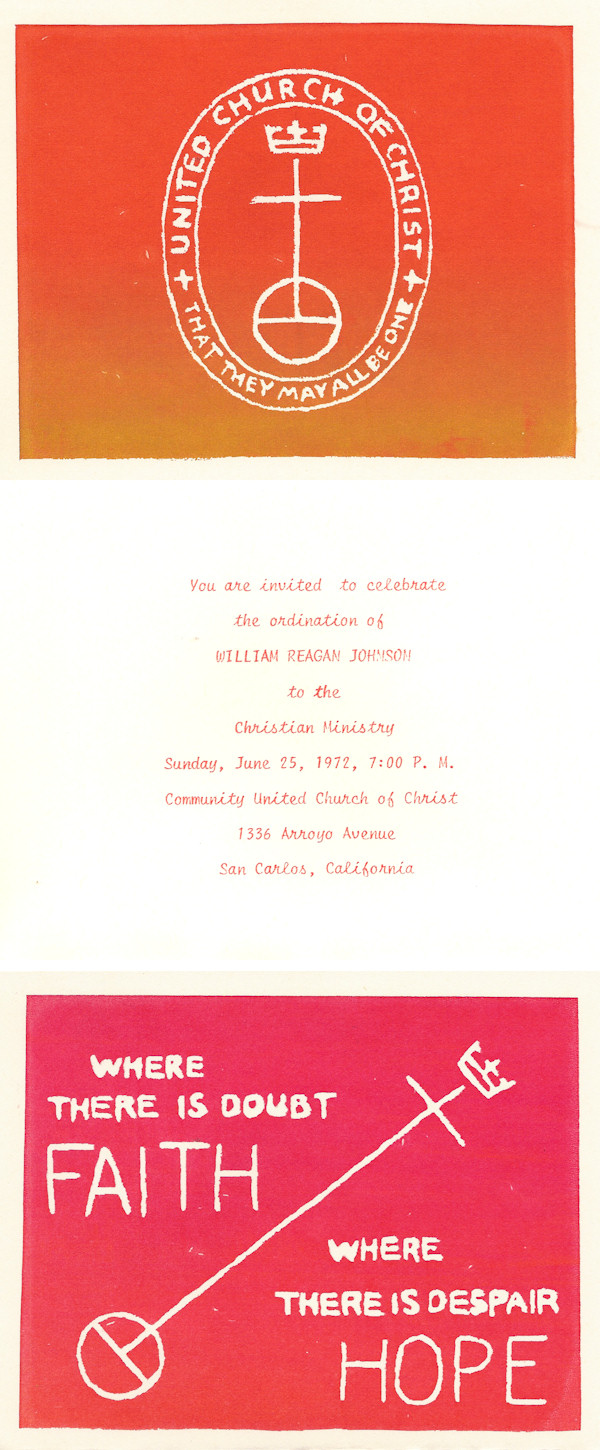 UNITED CHURCH OF CHRIST
THAT THEY MAY ALL BE ONE
You are invited to celebrate
the ordination of
WILLIAM REAGAN JOHNSON
to the
Christian Ministry
Sunday, June 25, 1972, 7:00 P. M.
Community United Church of Christ
1336 Arroyo Avenue
San Carlos, California
WHERE
THERE IS DOUBT
FAITH
WHERE
THERE IS DESPAIR
HOPE